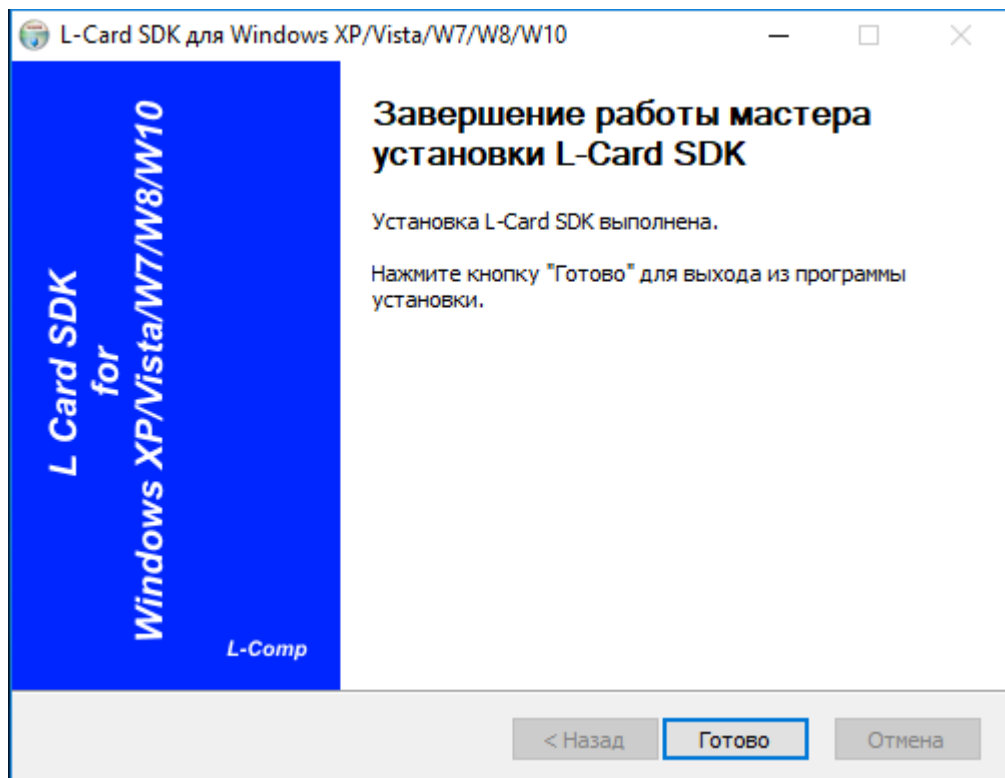 L-Card SDK для Windows XP/Vista/W7/W8/W10
L Card SDK
for
Windows XP/Vista/W7/W8/W10
L-Comp
Завершение работы мастера
установки L-Card SDK
Установка L-Card SDK выполнена.
Нажмите кнопку "Готово" для выхода из программы
установки.
< Назад
Готово
Отмена